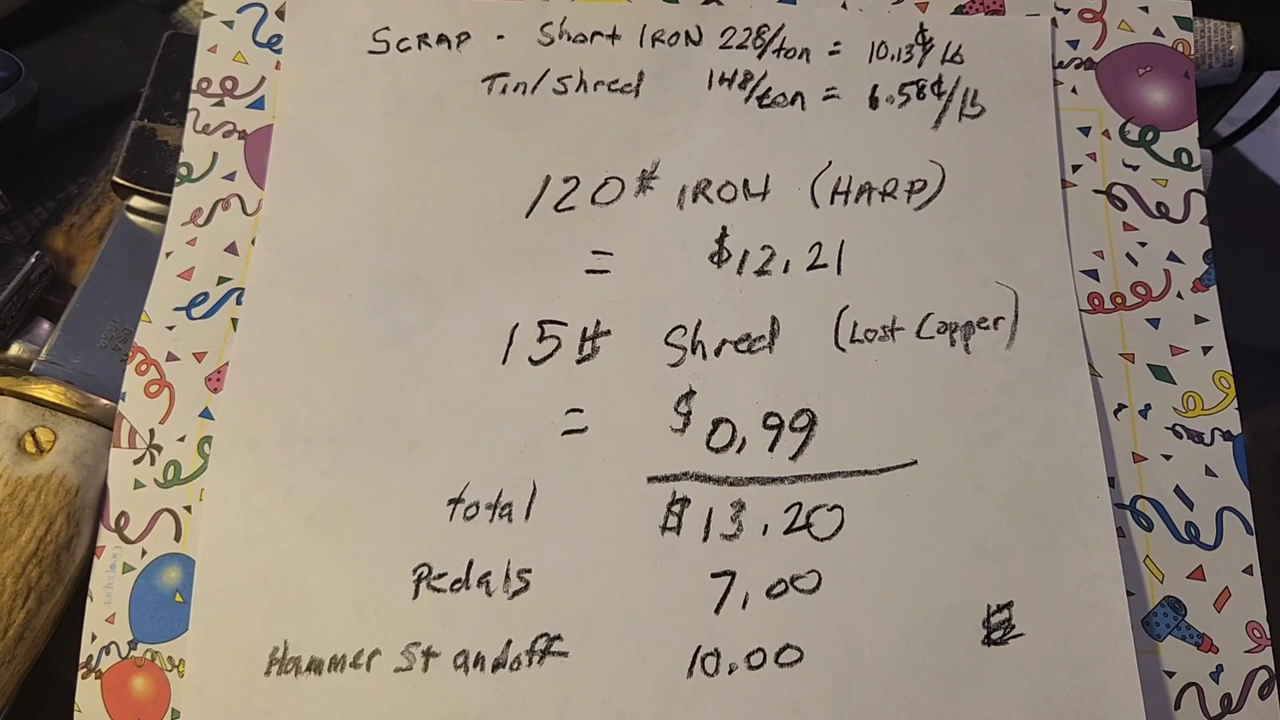 SCRAP - Short IRON 228/ton = 10.13¢/lb
Tin/Shred 148/ton = 6.58¢/lb
120# IRON (HARP)
= $12.21
15# Shred (Lost Copper)
= $0.99
total $13.20
Pedals 7.00
Hammer Standoff 10.00